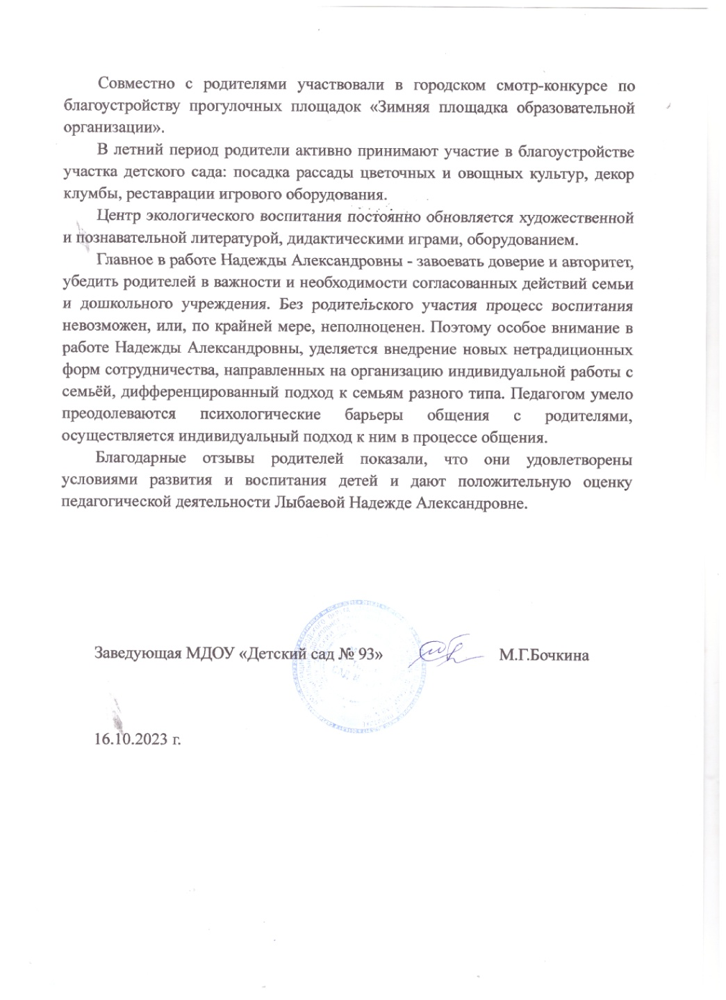 Совместно с родителями участвовали в городском смотр-конкурсе по
благоустройству прогулочных площадок «Зимняя площадка образовательной
организации».
В летний период родители активно принимают участие в благоустройстве
участка детского сада: посадка рассады цветочных и овощных культур, декор
клумбы, реставрации игрового оборудования.
Центр экологического воспитания постоянно обновляется художественной
и познавательной литературой, дидактическими играми, оборудованием.
Главное в работе Надежды Александровны - завоевать доверие и авторитет,
убедить родителей в важности и необходимости согласованных действий семьи
и дошкольного учреждения. Без родительского участия процесс воспитания
невозможен, или, по крайней мере, неполноценен. Поэтому особое внимание в
работе Надежды Александровны, уделяется внедрение новых нетрадиционных
форм сотрудничества, направленных на организацию индивидуальной работы с
семьёй, дифференцированный подход к семьям разного типа. Педагогом умело
преодолеваются психологические барьеры общения с родителями,
осуществляется индивидуальный подход к ним в процессе общения.
Благодарные отзывы родителей показали, что они удовлетворены
условиями развития и воспитания детей и дают положительную оценку
педагогической деятельности Лыбаевой Надежде Александровне.
Заведующая МДОУ «Детский сад № 93» М.Г.Бочкина
16.10.2023 г.